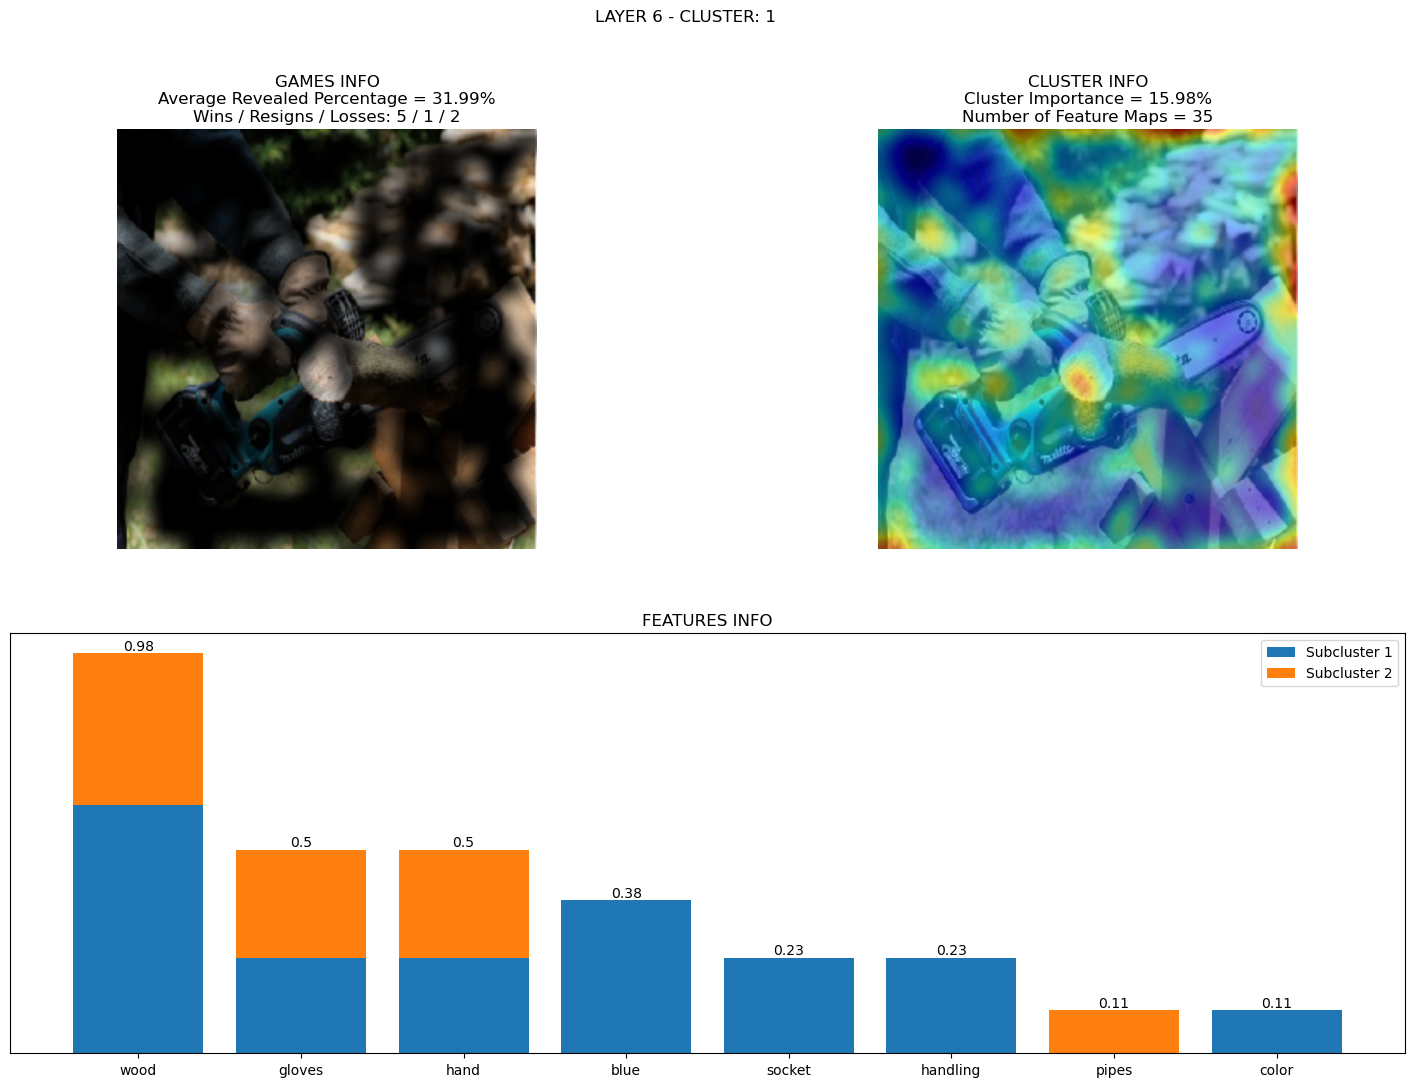 LAYER 6 - CLUSTER: 1
GAMES INFO
Average Revealed Percentage = 31.99%
Wins / Resigns / Losses: 5 / 1 / 2
CLUSTER INFO
Cluster Importance = 15.98%
Number of Feature Maps = 35
FEATURES INFO
Subcluster 1
Subcluster 2
0.98
0.5
0.5
0.38
0.23
0.23
0.11
0.11
wood gloves hand blue socket handling pipes color